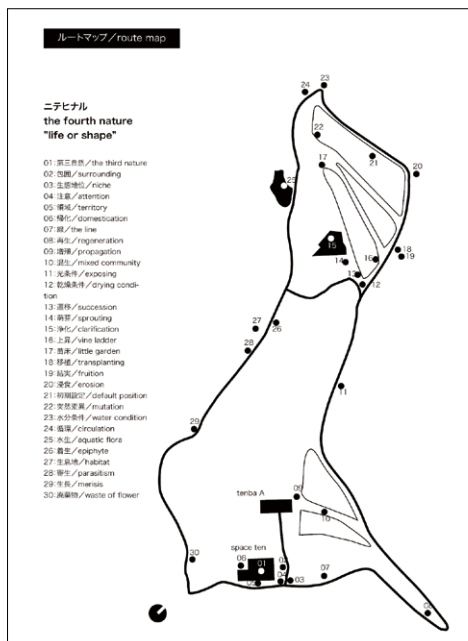 ルートマップ/route map
ニテヒナル
the fourth nature
"life or shape"
01:第三自然/the third nature
02:包囲/surrounding
03:生態地位/niche
04:注意/attention
05:領域/territory
06:帰化/domestication
07:線/the line
08:再生/regeneration
09:増殖/propagation
10:混生/mixed community
11:光条件/exposing
12:乾燥条件/drying condi-
tion
13:遷移/succession
14:萌芽/sprouting
15:浄化/clarification
16:上昇/vine ladder
17:苗床/little garden
18:移植/transplanting
19:結実/fruition
20:浸食/erosion
21:初期設定/default position
22:突然変異/mutation
23:水分条件/water condition
24:循環/circulation
25:水生/aquatic flora
26:着生/epiphyte
27:生息地/habitat
28:寄生/parasitism
29:生長/merisis
30:廃棄物/waste of flower
24
23
22
21
17
20
25
15
14
16
18
19
13
12
27
26
28
11
29
09
tenba A
10
space ten
30
06
01
04
03
07